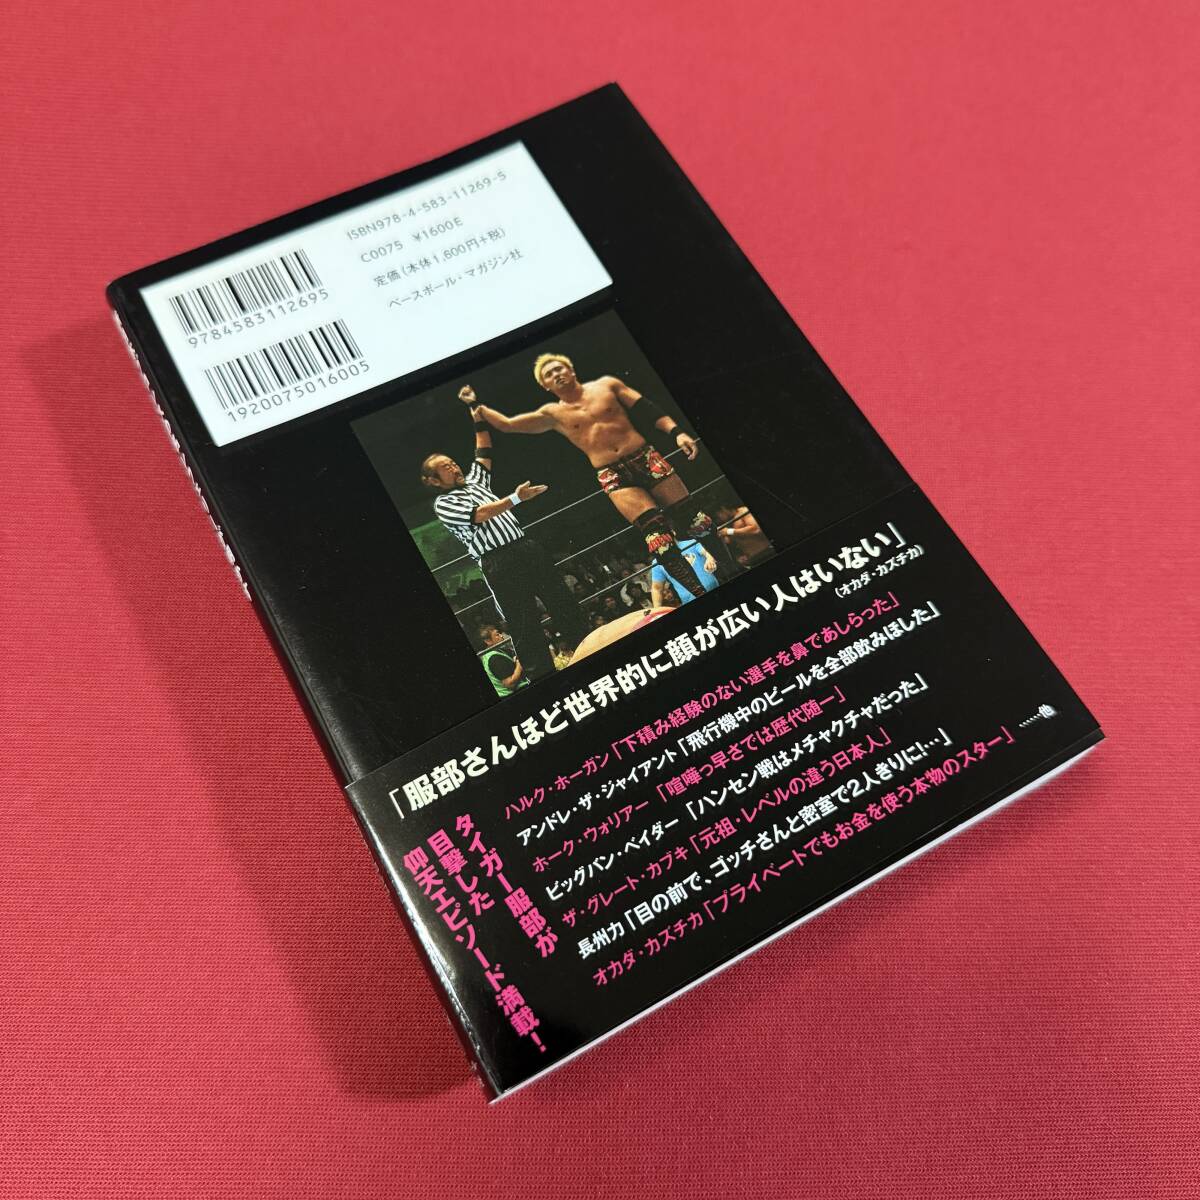 ISBN978-4-583-11269-5
C0075 ¥1600E
定価(本体1,600円+税)
ベースボール・マガジン社
9784583112695
1920075016005
「服部さんほど世界的に顔が広い人はいない」
(オカダ・カズチカ)
ハルク・ホーガン「下積み経験のない選手を鼻であしらった」
アンドレ・ザ・ジャイアント「飛行機中のビールを全部飲みほした」
ホーク・ウォリアー「喧嘩っ早さでは歴代随一」
ビッグバン・ベイダー「ハンセン戦はメチャクチャだった」
ザ・グレート・カブキ「元祖・レベルの違う日本人」
長州力「目の前で、ゴッチさんと密室で2人きりに!…」
オカダ・カズチカ「プライベートでもお金を使う本物のスター」
……他
タイガー服部が
目撃した
仰天エピソード満載!